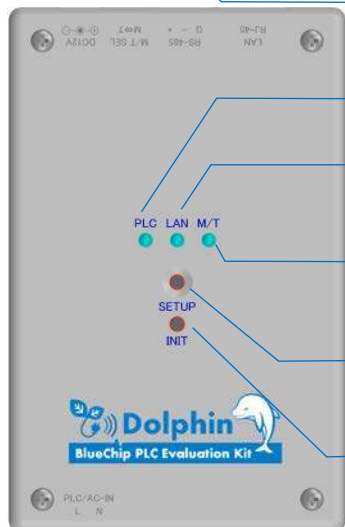 DC12V M/T SEL RS-485 LAN
⊖-●-⊕ M⇔T G - + RJ-45
PLC LAN M/T
SETUP
INIT
Dolphin
BlueChip PLC Evaluation Kit
PLC/AC-IN
L N